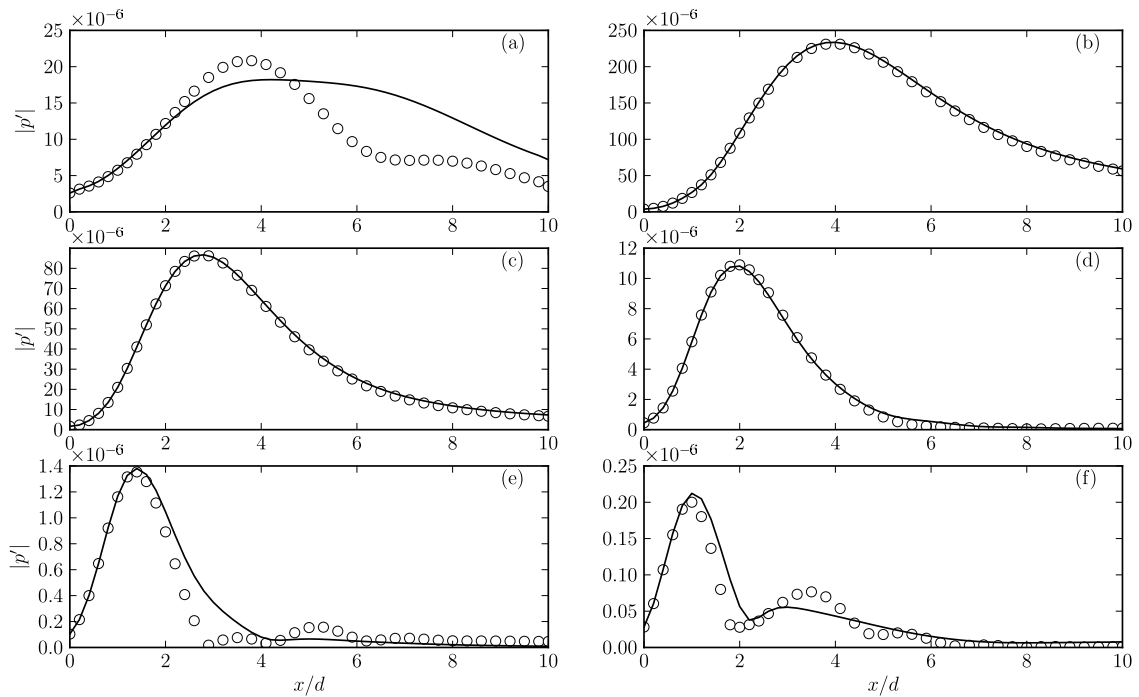 ×10⁻⁶ ×10⁻⁶
25 (a) 250 (b)
20 200
15 150
|p′|
10 100
5 50
0 0
0 2 4 6 8 10 0 2 4 6 8 10
×10⁻⁶ ×10⁻⁶
(c) 12 (d)
80 10
70
60 8
50
|p′| 6
40
30 4
20 2
10
0 0
0 2 4 6 8 10 0 2 4 6 8 10
×10⁻⁶ ×10⁻⁶
1.4 (e) 0.25 (f)
1.2 0.20
1.0
0.8 0.15
|p′|
0.6 0.10
0.4
0.2 0.05
0.0 0.00
0 2 4 6 8 10 0 2 4 6 8 10
x/d x/d